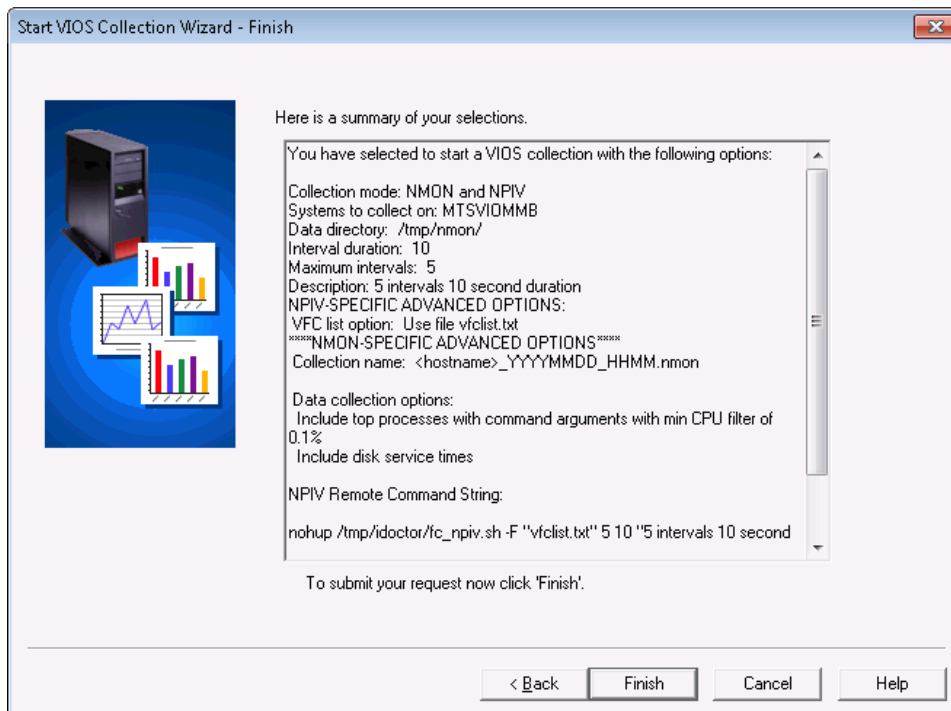 Start VIOS Collection Wizard - Finish
Here is a summary of your selections.
You have selected to start a VIOS collection with the following options:
Collection mode: NMON and NPIV
Systems to collect on: MTSVIOMMB
Data directory: /tmp/nmon/
Interval duration: 10
Maximum intervals: 5
Description: 5 intervals 10 second duration
NPIV-SPECIFIC ADVANCED OPTIONS:
VFC list option: Use file vfclist.txt
****NMON-SPECIFIC ADVANCED OPTIONS****
Collection name: <hostname>_YYYYMMDD_HHMM.nmon
Data collection options:
Include top processes with command arguments with min CPU filter of
0.1%
Include disk service times
NPIV Remote Command String:
nohup /tmp/idoctor/fc_npiv.sh -F "vfclist.txt" 5 10 "5 intervals 10 second
To submit your request now click 'Finish'.
< Back
Finish
Cancel
Help